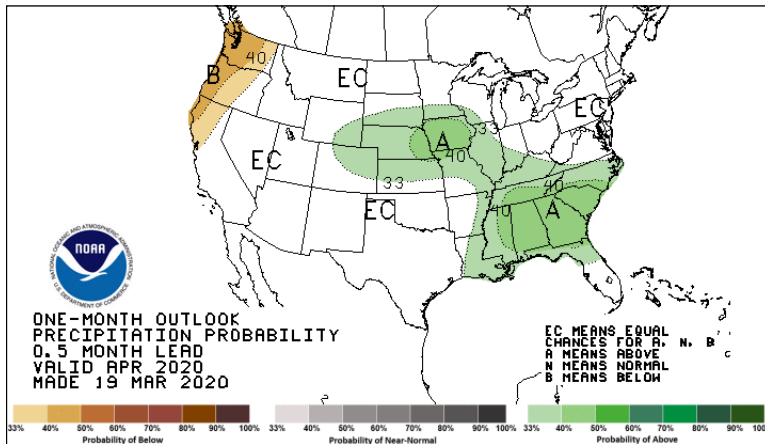 40
B
EC
EC
33
A
40
EC
33
40
EC
40
A
NATIONAL OCEANIC AND ATMOSPHERIC ADMINISTRATION
NOAA
U.S. DEPARTMENT OF COMMERCE
ONE-MONTH OUTLOOK
PRECIPITATION PROBABILITY
0.5 MONTH LEAD
VALID APR 2020
MADE 19 MAR 2020
EC MEANS EQUAL
CHANCES FOR A, N, B
A MEANS ABOVE
N MEANS NORMAL
B MEANS BELOW
33% 40% 50% 60% 70% 80% 90% 100%
Probability of Below
33% 40% 50% 60% 70% 80% 90% 100%
Probability of Near-Normal
33% 40% 50% 60% 70% 80% 90% 100%
Probability of Above